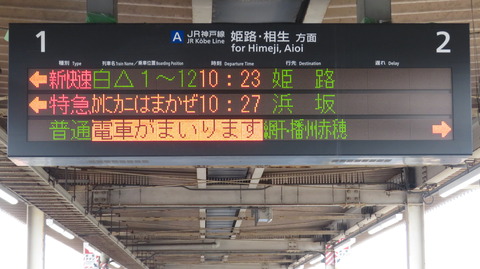 1
A JR神戸線 姫路・相生 方面
JR Kōbe Line for Himeji, Aioi
2
種別 Type 列車名/乗車位置 Train Name/Boarding Position 時刻 Departure Time 行先 Destination 遅れ Delay
←新快速 白△1~12 10:23 姫路
←特急 かにカニはまかぜ 10:27 浜坂
普通 電車がまいります 網干・播州赤穂 →